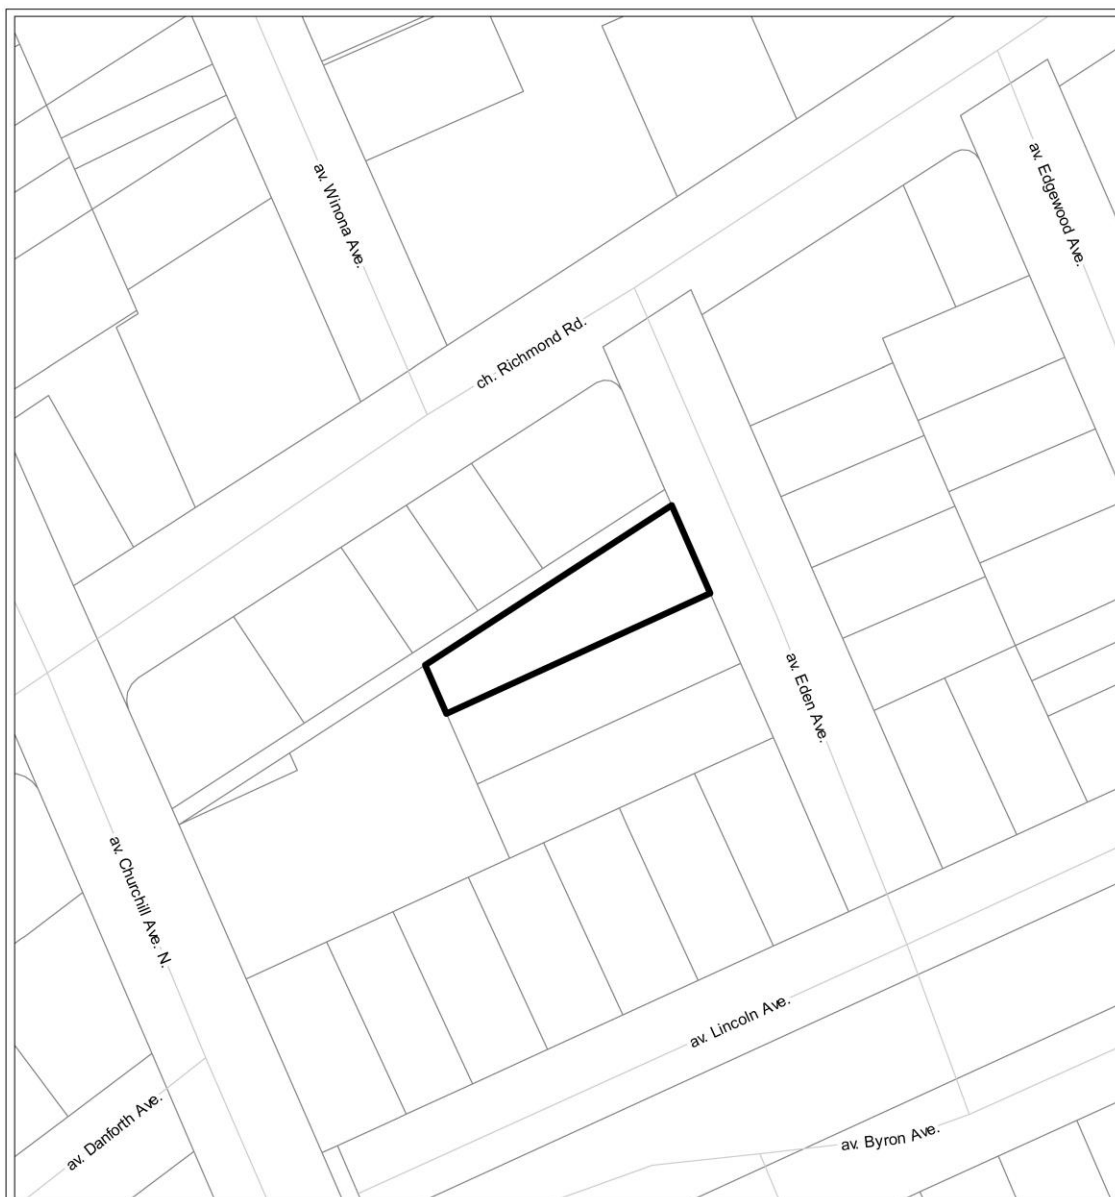 av. Edgewood Ave.
av. Winona Ave.
ch. Richmond Rd.
av. Eden Ave.
av. Churchill Ave. N.
av. Lincoln Ave.
av. Danforth Ave.
av. Byron Ave.